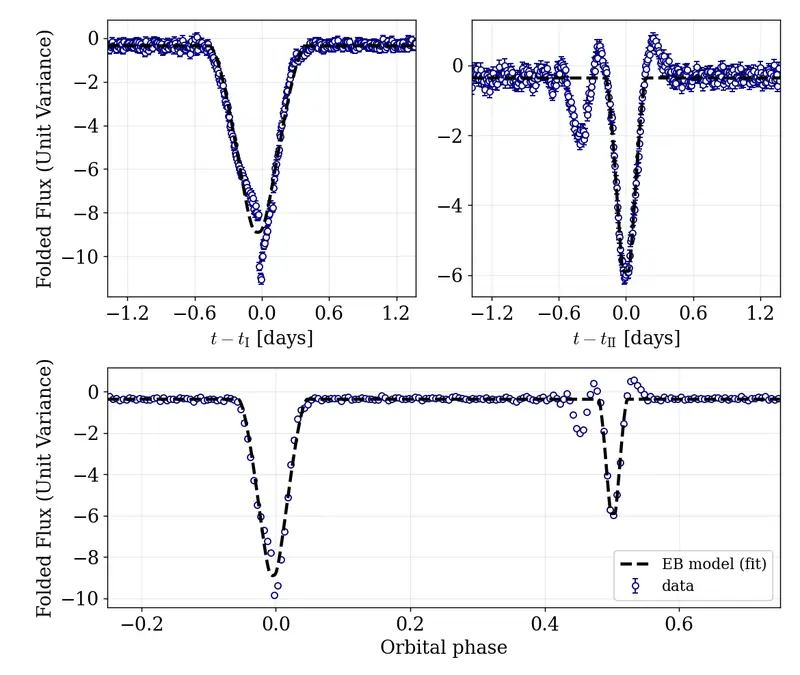 Folded Flux (Unit Variance)
0
−2
−4
−6
−8
−10
−1.2 −0.6 0.0 0.6 1.2
t − tI [days]
0
−2
−4
−6
−1.2 −0.6 0.0 0.6 1.2
t − tII [days]
Folded Flux (Unit Variance)
0
−2
−4
−6
−8
−10
−0.2 0.0 0.2 0.4 0.6
Orbital phase
EB model (fit)
data